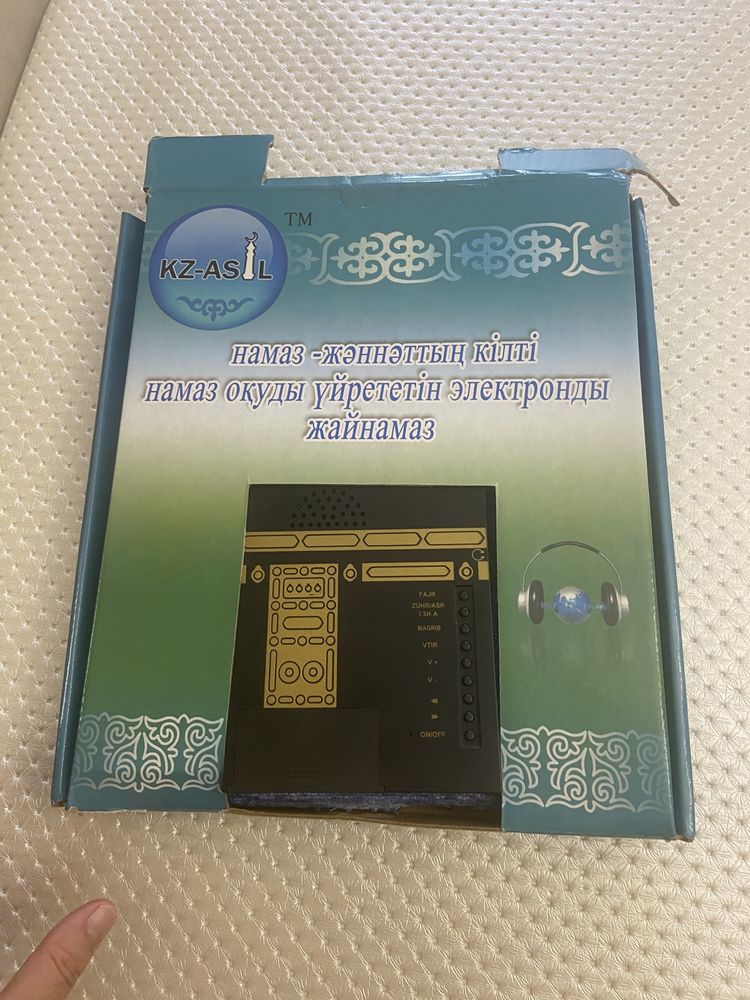 TM
KZ-ASIL
намаз -жәннәттың кілті
намаз оқуды үйрететін электронды
жайнамаз
FAJR
ZUHR/ASR
ISHA
MAGRIB
VTIR
V +
V -
ON/OFF